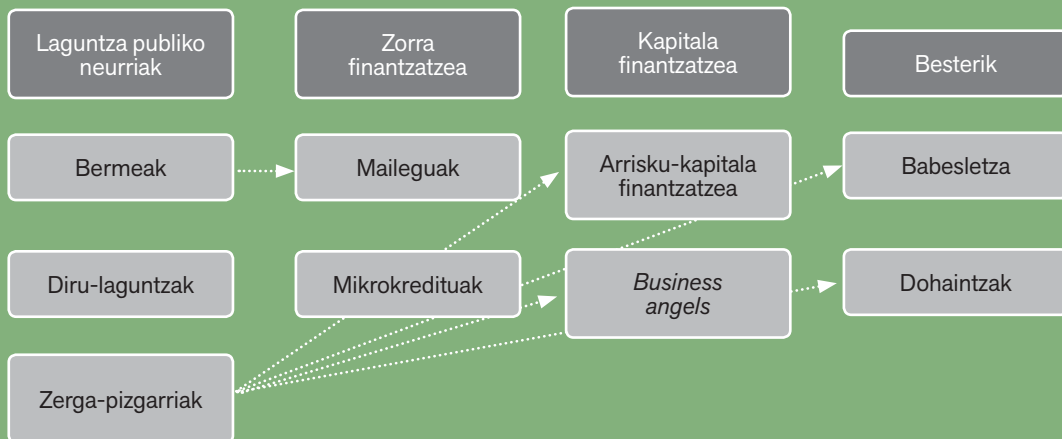 Laguntza publiko
neurriak
Zorra
finantzatzea
Kapitala
finantzatzea
Besterik
Bermeak
Maileguak
Arrisku-kapitala
finantzatzea
Babesletza
Diru-laguntzak
Mikrokredituak
Business
angels
Dohaintzak
Zerga-pizgarriak